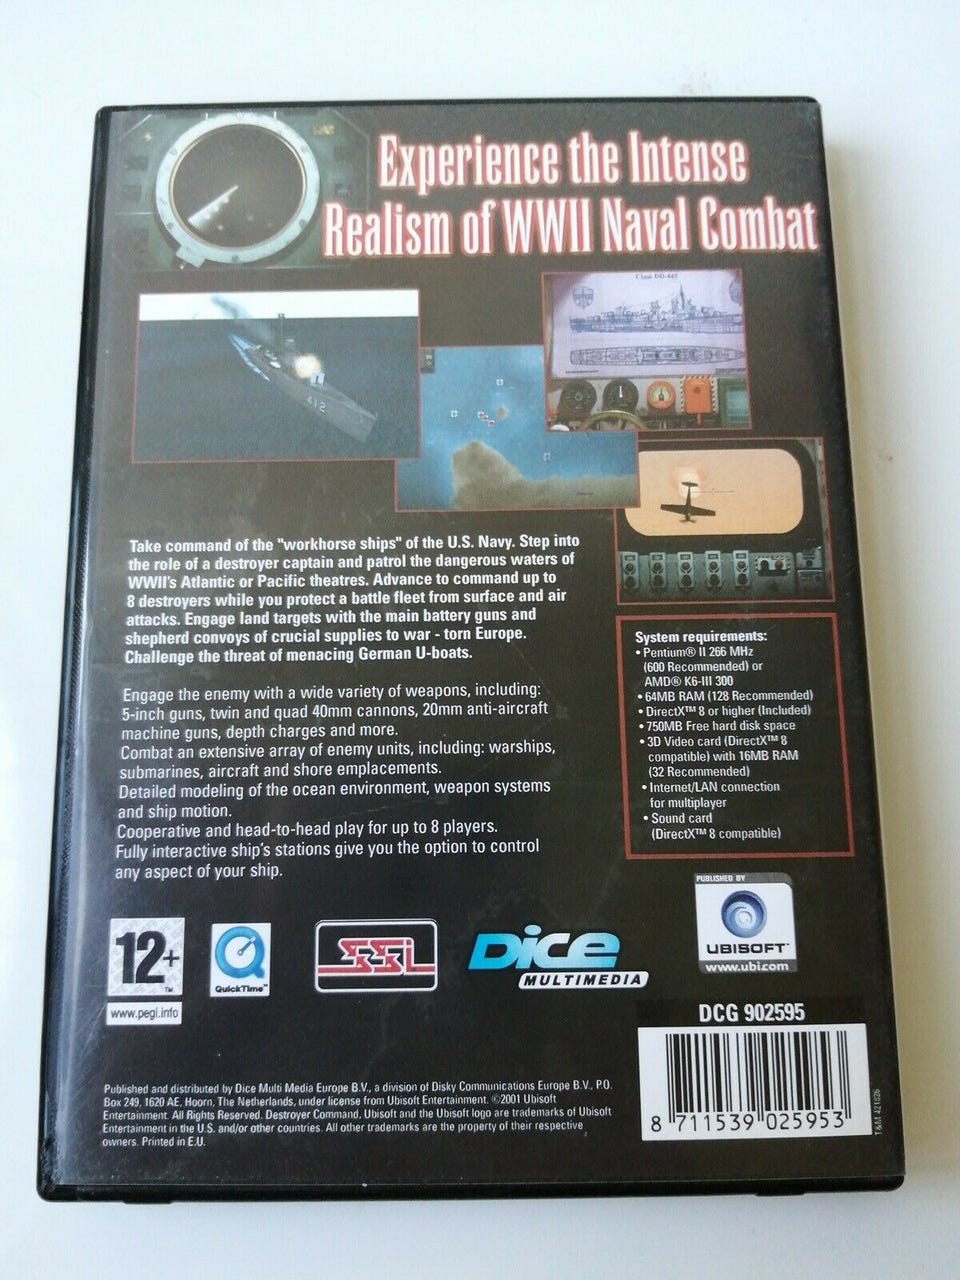 Experience the Intense
Realism of WWII Naval Combat
Class DD-445
412
Take command of the "workhorse ships" of the U.S. Navy. Step into
the role of a destroyer captain and patrol the dangerous waters of
WWII's Atlantic or Pacific theatres. Advance to command up to
8 destroyers while you protect a battle fleet from surface and air
attacks. Engage land targets with the main battery guns and
shepherd convoys of crucial supplies to war - torn Europe.
Challenge the threat of menacing German U-boats.
Engage the enemy with a wide variety of weapons, including:
5-inch guns, twin and quad 40mm cannons, 20mm anti-aircraft
machine guns, depth charges and more.
Combat an extensive array of enemy units, including: warships,
submarines, aircraft and shore emplacements.
Detailed modeling of the ocean environment, weapon systems
and ship motion.
Cooperative and head-to-head play for up to 8 players.
Fully interactive ship's stations give you the option to control
any aspect of your ship.
System requirements:
• Pentium® II 266 MHz
(600 Recommended) or
AMD® K6-III 300
• 64MB RAM (128 Recommended)
• DirectX™ 8 or higher (Included)
• 750MB Free hard disk space
• 3D Video card (DirectX™ 8
compatible) with 16MB RAM
(32 Recommended)
• Internet/LAN connection
for multiplayer
• Sound card
(DirectX™ 8 compatible)
12+
TM
www.pegi.info
QuickTime™
SSI
Dice
MULTIMEDIA
PUBLISHED BY
UBISOFT™
www.ubi.com
DCG 902595
8 711539 025953
T&M 421626
Published and distributed by Dice Multi Media Europe B.V., a division of Disky Communications Europe B.V., P.O.
Box 249, 1620 AE, Hoorn, The Netherlands, under license from Ubisoft Entertainment. ©2001 Ubisoft
Entertainment. All Rights Reserved. Destroyer Command, Ubisoft and the Ubisoft logo are trademarks of Ubisoft
Entertainment in the U.S. and/or other countries. All other trademarks are the property of their respective
owners. Printed in E.U.